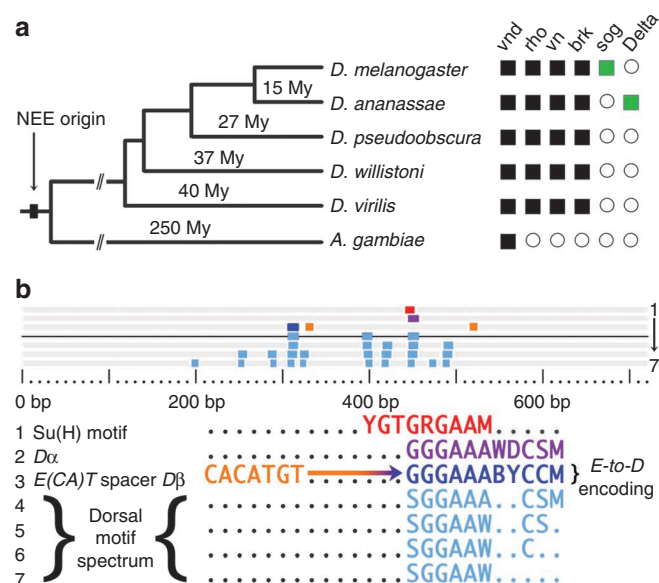 a
vnd rho vn brk sog Delta
NEE origin
15 My D. melanogaster
27 My D. ananassae
37 My D. pseudoobscura
40 My D. willistoni
D. virilis
250 My A. gambiae
b
1
7
0 bp 200 bp 400 bp 600 bp
1 Su(H) motif YGTGRGAAM
2 Dα GGGAAAWDCSM
3 E(CA)T spacer Dβ CACATGT GGGAAABYCCM } E-to-D encoding
4 SGGAAA..CSM
5 Dorsal SGGAAW..CS.
6 motif SGGAAW..C..
7 spectrum SGGAAW.....